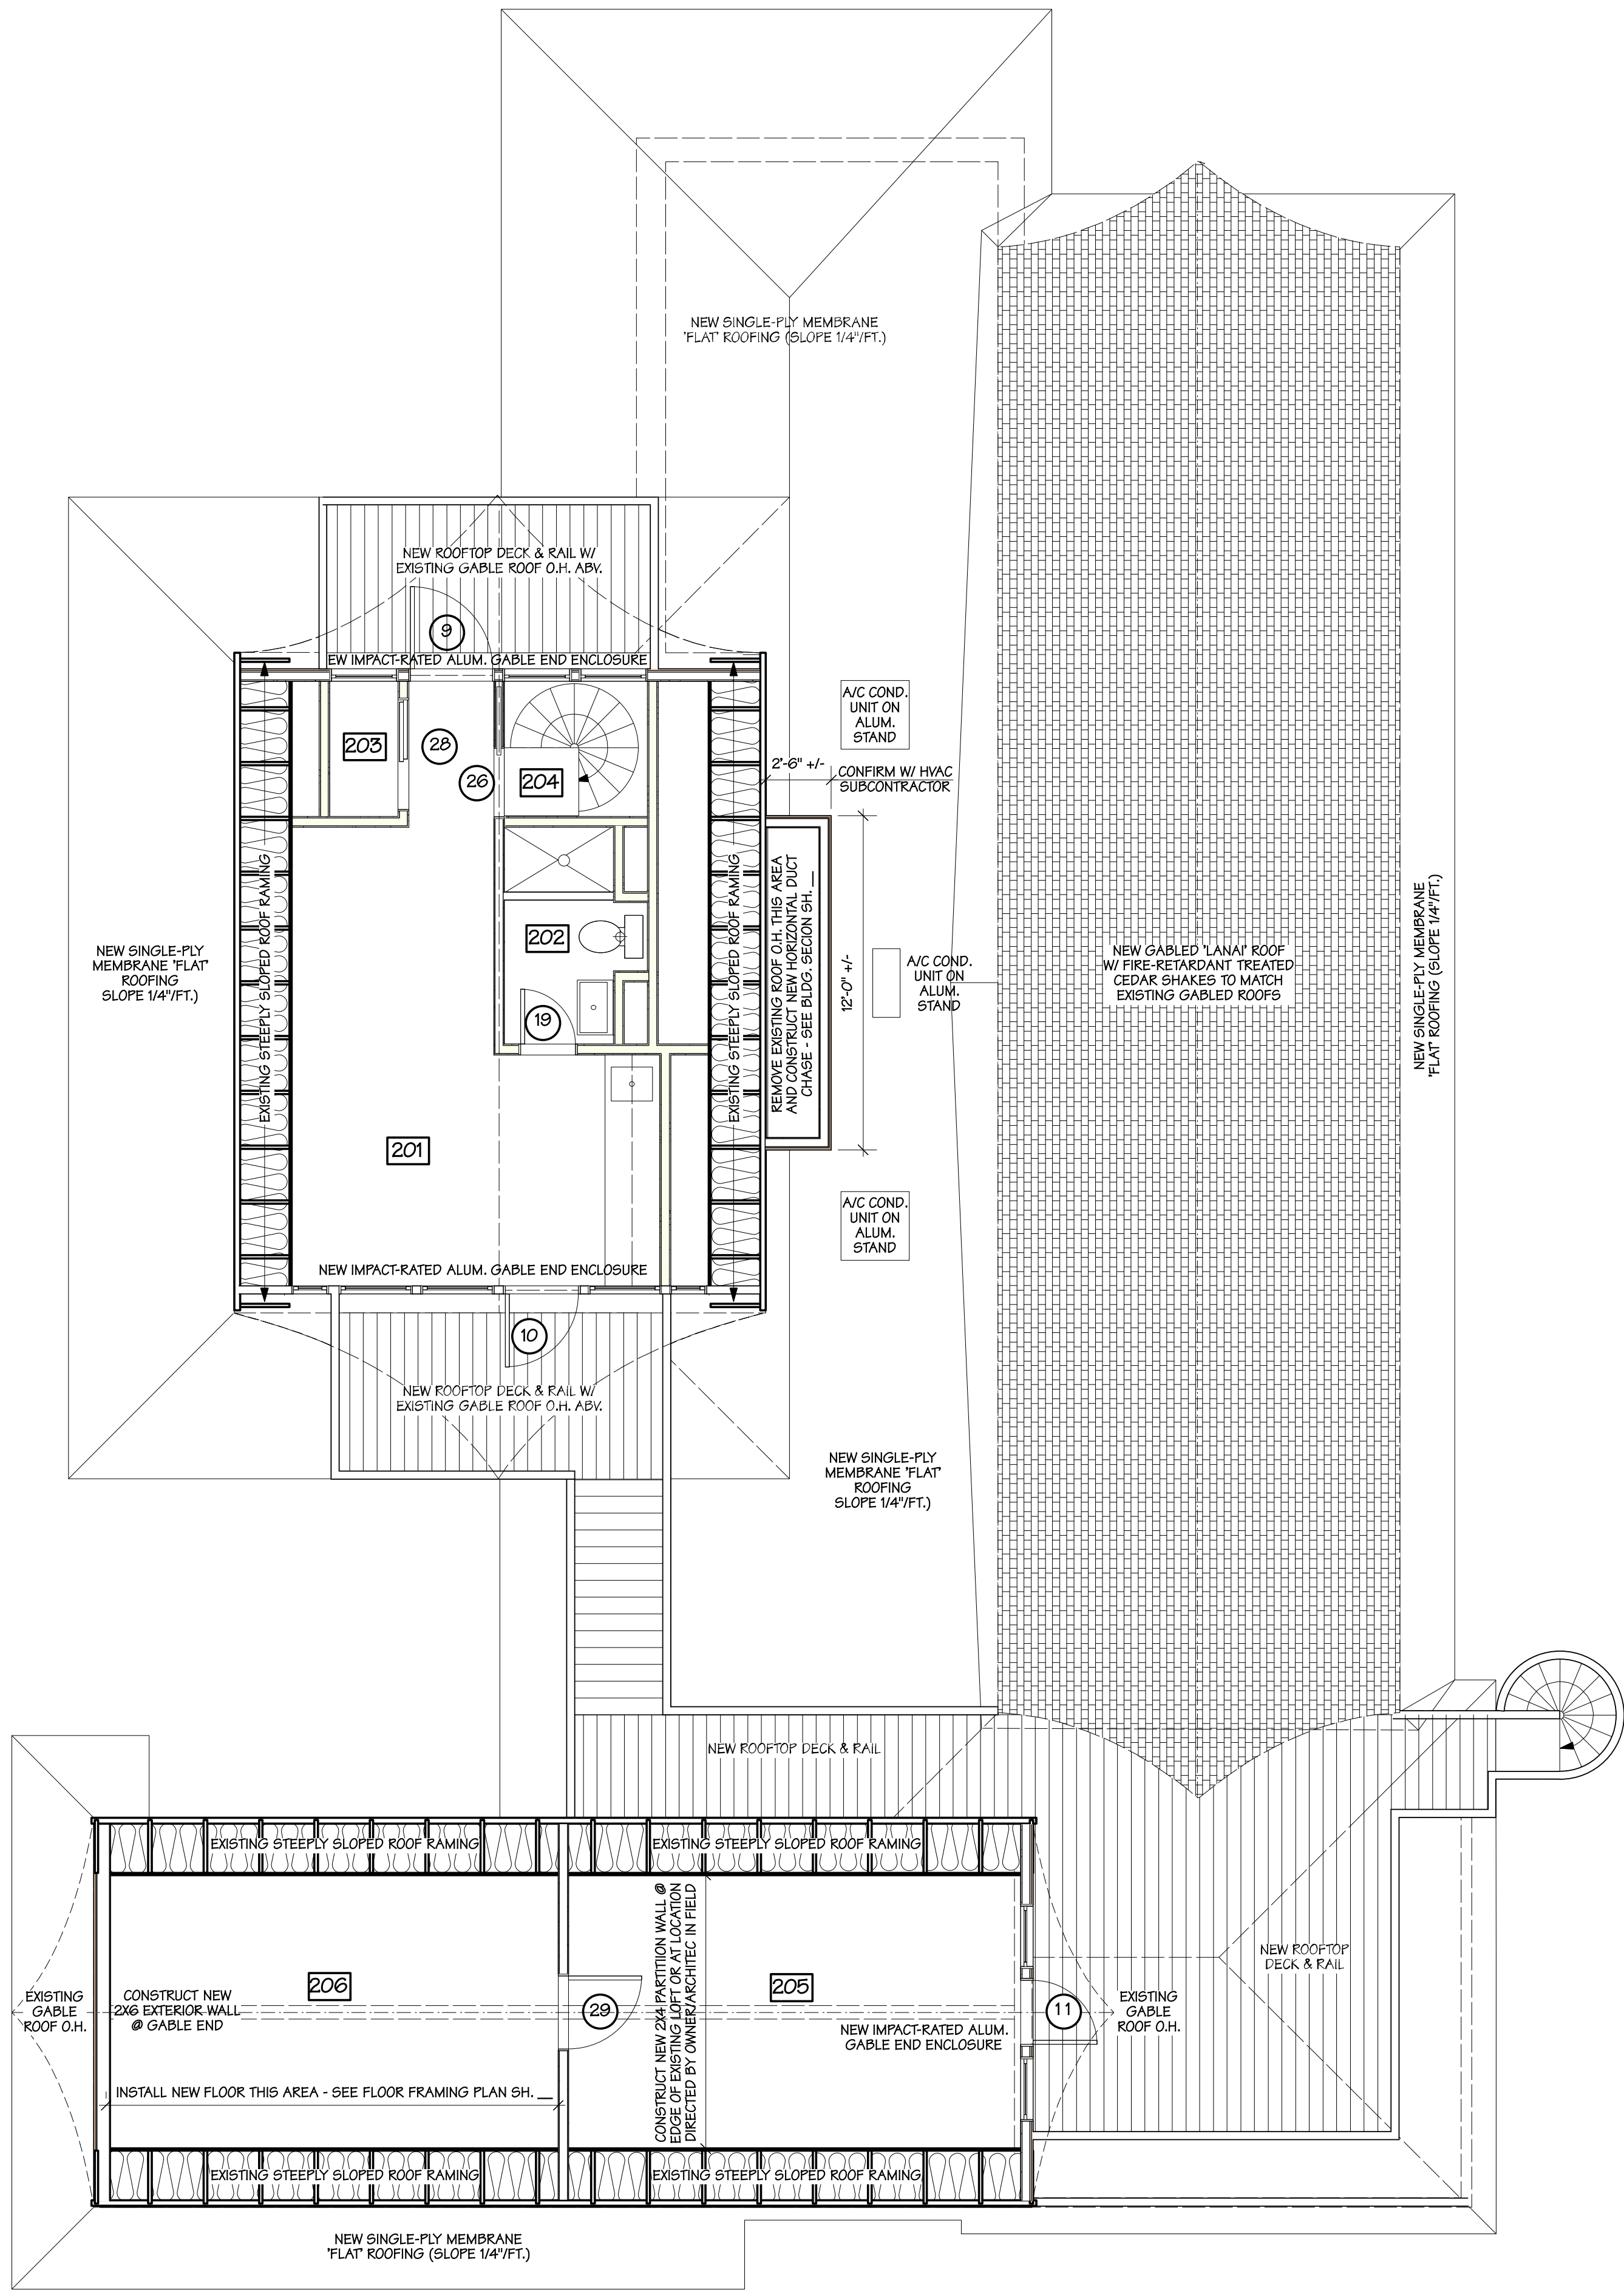 NEW SINGLE-PLY MEMBRANE
'FLAT' ROOFING (SLOPE 1/4"/FT.)
NEW ROOFTOP DECK & RAIL W/
EXISTING GABLE ROOF O.H. ABV.
9
EW IMPACT-RATED ALUM. GABLE END ENCLOSURE
203
28
26
204
A/C COND.
UNIT ON
ALUM.
STAND
2'-6" +/-
CONFIRM W/ HVAC
SUBCONTRACTOR
EXISTING STEEPLY SLOPED ROOF RAMING
EXISTING STEEPLY SLOPED ROOF RAMING
REMOVE EXISTING ROOF O.H. THIS AREA
AND CONSTRUCT NEW HORIZONTAL DUCT
CHASE - SEE BLDG. SECION SH. __
12'-0" +/-
202
19
NEW SINGLE-PLY
MEMBRANE 'FLAT'
ROOFING
SLOPE 1/4"/FT.)
A/C COND.
UNIT ON
ALUM.
STAND
NEW GABLED 'LANAI' ROOF
W/ FIRE-RETARDANT TREATED
CEDAR SHAKES TO MATCH
EXISTING GABLED ROOFS
NEW SINGLE-PLY MEMBRANE
'FLAT' ROOFING (SLOPE 1/4"/FT.)
201
A/C COND.
UNIT ON
ALUM.
STAND
NEW IMPACT-RATED ALUM. GABLE END ENCLOSURE
10
NEW ROOFTOP DECK & RAIL W/
EXISTING GABLE ROOF O.H. ABV.
NEW SINGLE-PLY
MEMBRANE 'FLAT'
ROOFING
SLOPE 1/4"/FT.)
NEW ROOFTOP DECK & RAIL
EXISTING STEEPLY SLOPED ROOF RAMING
EXISTING STEEPLY SLOPED ROOF RAMING
CONSTRUCT NEW 2X4 PARTITIION WALL @
EDGE OF EXISTING LOFT OR AT LOCATION
DIRECTED BY OWNER/ARCHITEC IN FIELD
206
205
NEW ROOFTOP
DECK & RAIL
EXISTING
GABLE
ROOF O.H.
CONSTRUCT NEW
2X6 EXTERIOR WALL
@ GABLE END
29
11
EXISTING
GABLE
ROOF O.H.
NEW IMPACT-RATED ALUM.
GABLE END ENCLOSURE
INSTALL NEW FLOOR THIS AREA - SEE FLOOR FRAMING PLAN SH. __
EXISTING STEEPLY SLOPED ROOF RAMING
EXISTING STEEPLY SLOPED ROOF RAMING
NEW SINGLE-PLY MEMBRANE
'FLAT' ROOFING (SLOPE 1/4"/FT.)